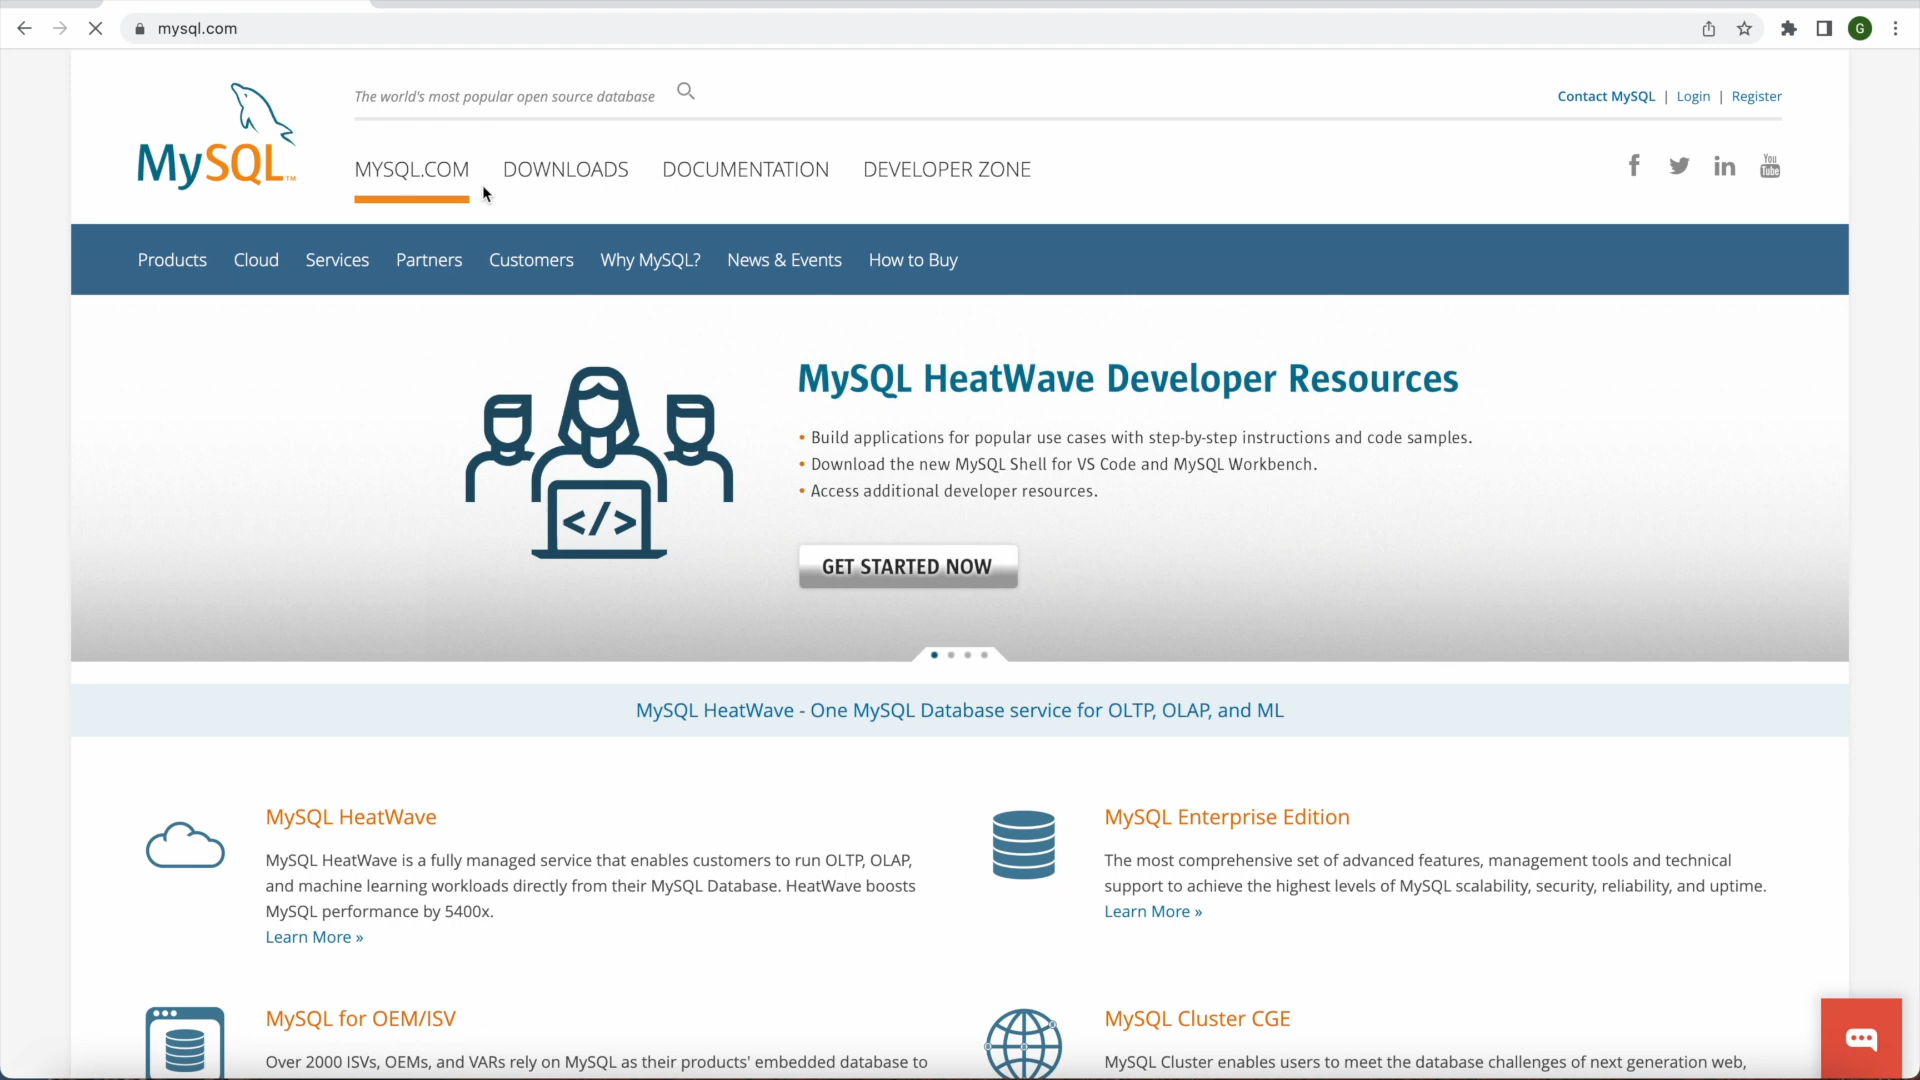 mysql.com
G
MySQL™
The world's most popular open source database
Contact MySQL | Login | Register
MYSQL.COM DOWNLOADS DOCUMENTATION DEVELOPER ZONE
f in You Tube
Products Cloud Services Partners Customers Why MySQL? News & Events How to Buy
MySQL HeatWave Developer Resources
• Build applications for popular use cases with step-by-step instructions and code samples.
• Download the new MySQL Shell for VS Code and MySQL Workbench.
• Access additional developer resources.
</>
GET STARTED NOW
MySQL HeatWave - One MySQL Database service for OLTP, OLAP, and ML
MySQL HeatWave
MySQL HeatWave is a fully managed service that enables customers to run OLTP, OLAP,
and machine learning workloads directly from their MySQL Database. HeatWave boosts
MySQL performance by 5400x.
Learn More »
MySQL Enterprise Edition
The most comprehensive set of advanced features, management tools and technical
support to achieve the highest levels of MySQL scalability, security, reliability, and uptime.
Learn More »
MySQL for OEM/ISV
Over 2000 ISVs, OEMs, and VARs rely on MySQL as their products' embedded database to
MySQL Cluster CGE
MySQL Cluster enables users to meet the database challenges of next generation web,